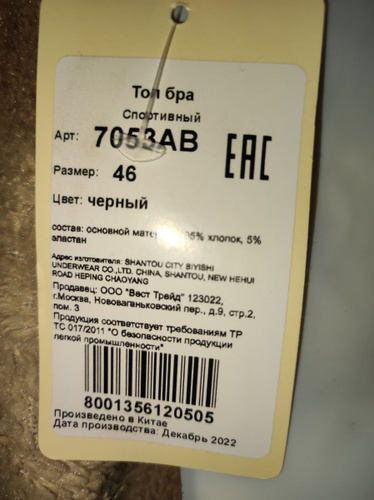 Топ бра
Спортивный
Арт: 7053АВ
EAC
Размер: 46
Цвет: черный
состав: основной 95% хлопок, 5%
эластан
Адрес изготовителя: SHANTOU CITY BIYISHI
UNDERWEAR CO.,LTD. CHINA, SHANTOU, NEW HEHUI
ROAD HEPING CHAOYANG
Продавец: ООО "Вест Трейд" 123022,
г.Москва, Нововаганьковский пер., д.9, стр.2,
пом. 3
Продукция соответствует требованиям ТР
ТС 017/2011 "О безопасности продукции
легкой промышленности"
8001356120505
Произведено в Китае
Дата производства: Декабрь 2022